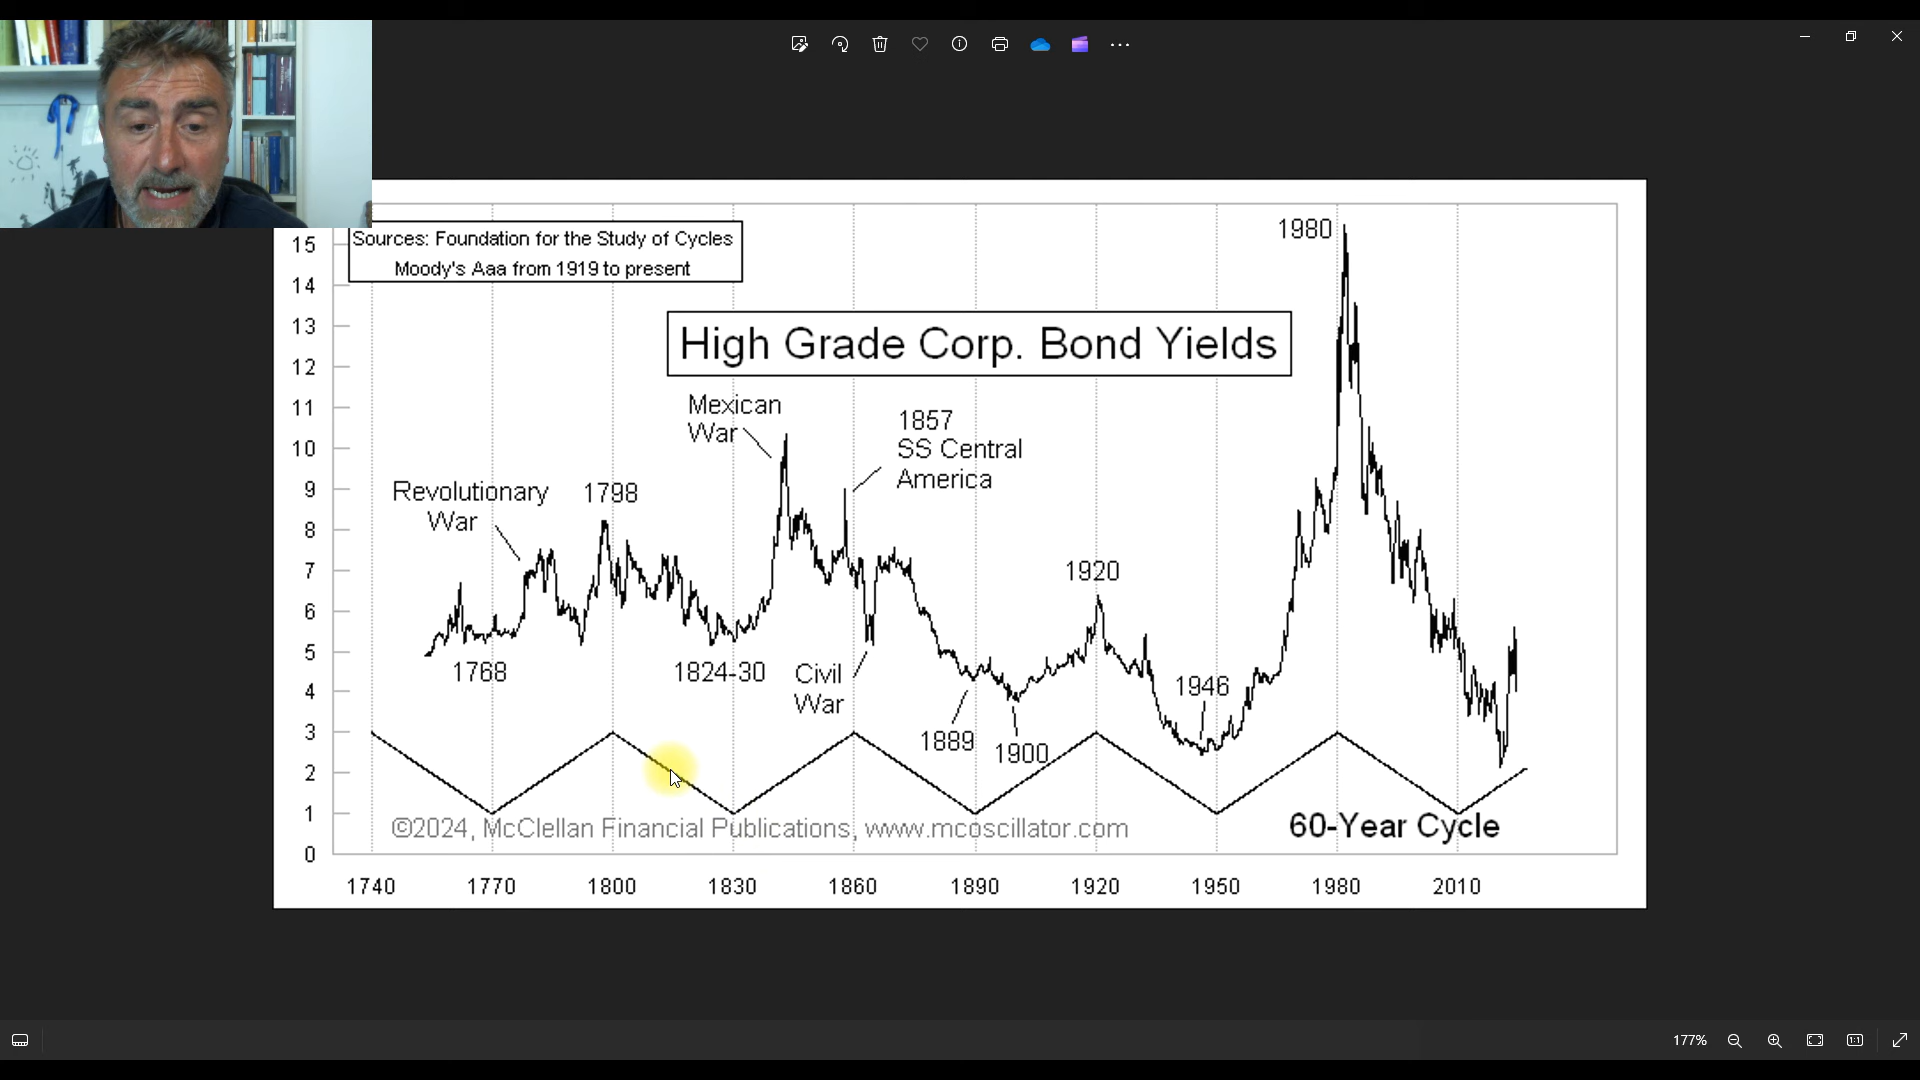 Sources: Foundation for the Study of Cycles
Moody's Aaa from 1919 to present
High Grade Corp. Bond Yields
1980
Mexican
War
1857
SS Central
America
Revolutionary
War
1798
1920
1768
1824-30
Civil
War
1946
1889
1900
15
14
13
12
11
10
9
8
7
6
5
4
3
2
1
0
©2024, McClellan Financial Publications, www.mcoscillator.com
60-Year Cycle
1740 1770 1800 1830 1860 1890 1920 1950 1980 2010
177%
1:1